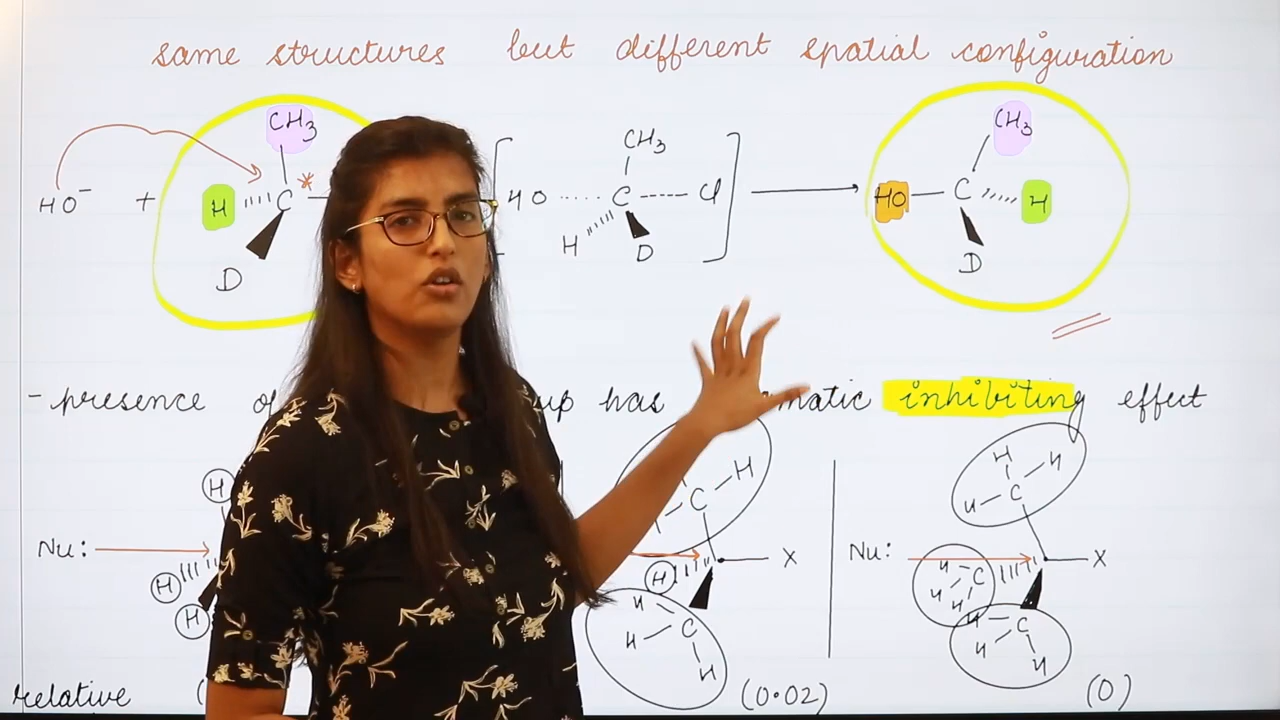 same structures but different spatial configuration
HO⁻ + H C * CH3 D
HO C Cl CH3 H D
HO C H CH3 D
- presence of up has matic inhibiting effect
H H H Nu:
C H H X C H H H
Nu: H H H C X C H H H C H H H
relative (0.02) (0)